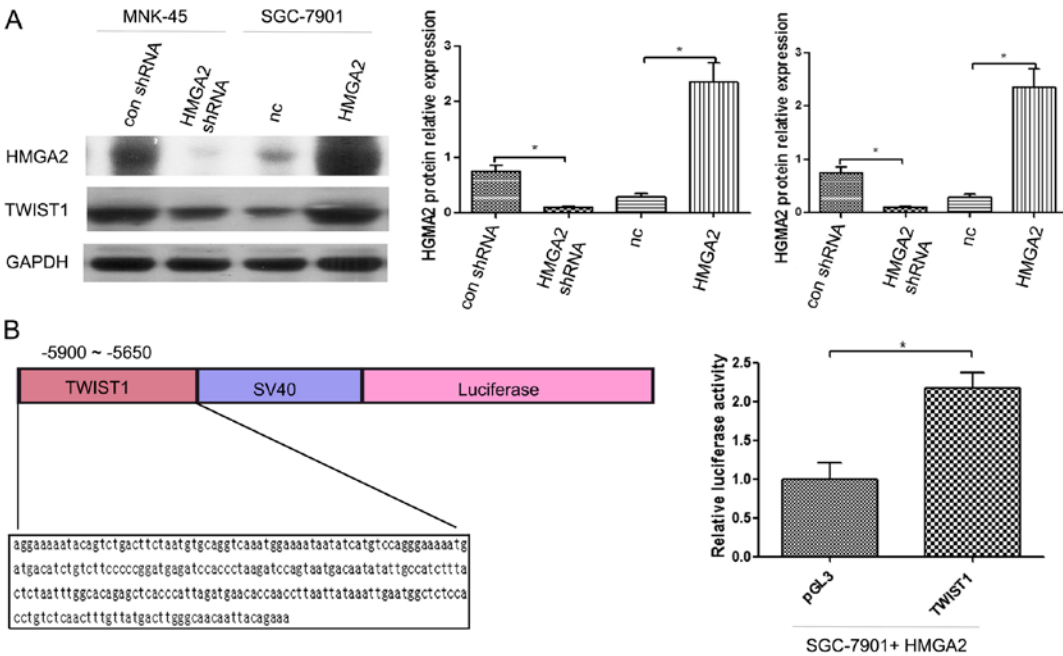 A
MNK-45
SGC-7901
con shRNA
HMGA2
shRNA
nc
HMGA2
HMGA2
TWIST1
GAPDH
HGMA2 protein relative expression
3
2
1
0
*
*
con shRNA
HMGA2
shRNA
nc
HMGA2
HGMA2 protein relative expression
3
2
1
0
*
*
con shRNA
HMGA2
shRNA
nc
HMGA2
B
-5900 ~ -5650
TWIST1
SV40
Luciferase
aggaaaaatacagtctgacttctaatgtgcaggtcaaatggaaaataatatcatgtccagggaaaaatg
atgacatctgtcttcccccggatgagatccaccctaagatccagtaatgacaatatattgccatcttta
ctctaatttggcacagagctcacccattagatgaacaccaaccttaattataaattgaatggctctcca
cctgtctcaactttgttatgacttgggcaacaattacagaaa
Relative luciferase activity
2.5
2.0
1.5
1.0
0.5
0.0
*
pGL3
TWIST1
SGC-7901+ HMGA2